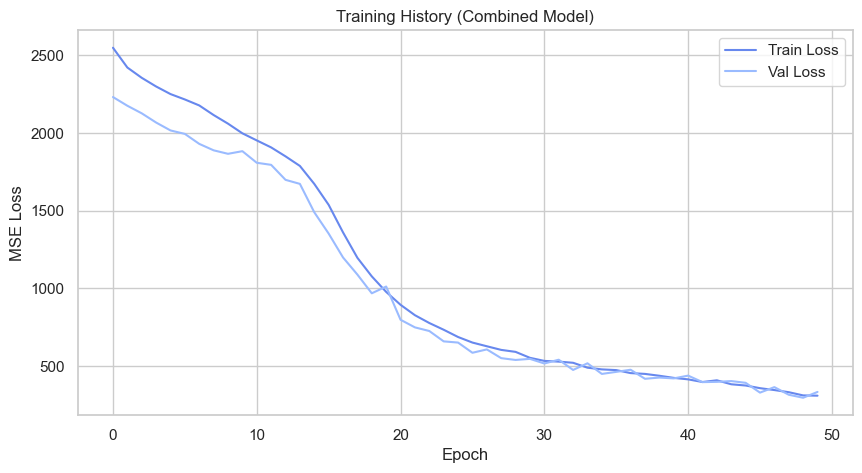 Training History (Combined Model)
Train Loss
Val Loss
2500
2000
1500
1000
500
MSE Loss
0
10
20
30
40
50
Epoch